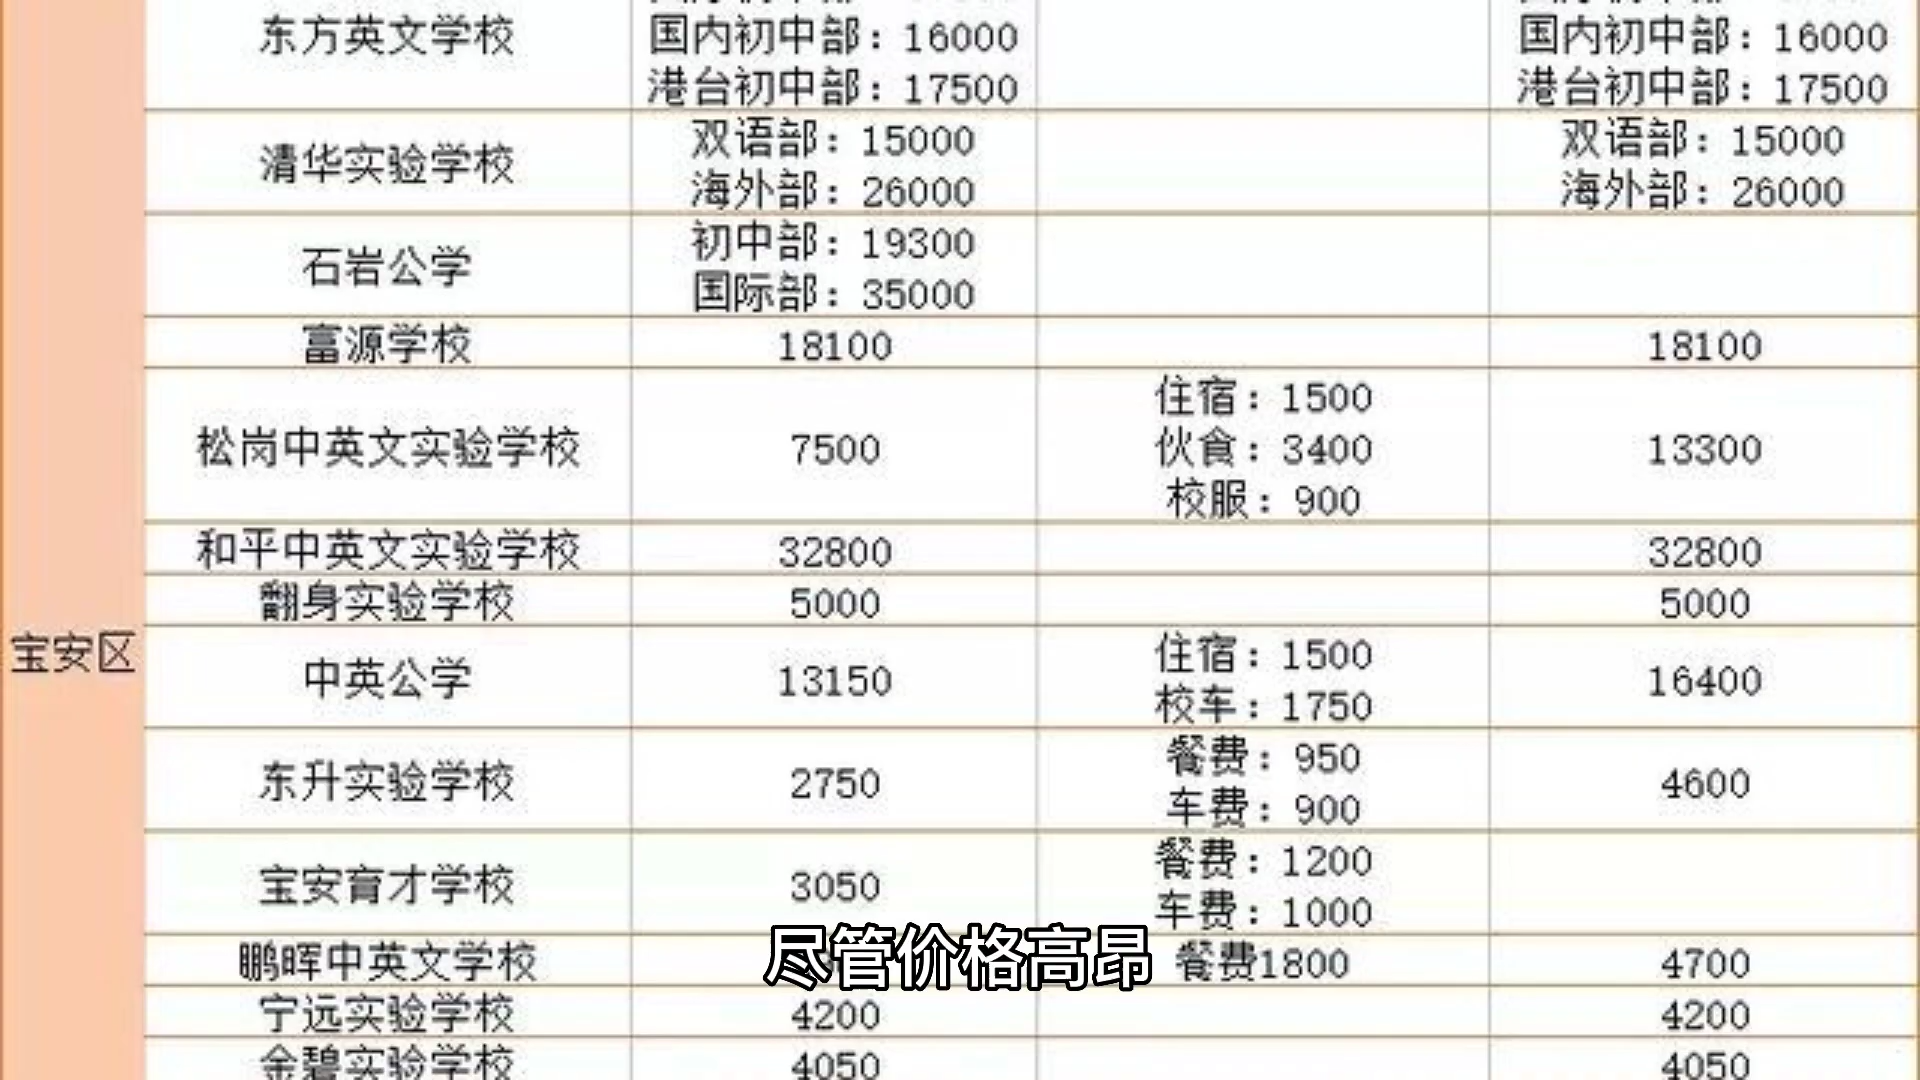 东方英文学校
国内初中部：16000
港台初中部：17500
国内初中部：16000
港台初中部：17500
清华实验学校
双语部：15000
海外部：26000
双语部：15000
海外部：26000
石岩公学
初中部：19300
国际部：35000
富源学校
18100
18100
松岗中英文实验学校
7500
住宿：1500
伙食：3400
校服：900
13300
和平中英文实验学校
32800
32800
翻身实验学校
5000
5000
宝安区
中英公学
13150
住宿：1500
校车：1750
16400
东升实验学校
2750
餐费：950
车费：900
4600
宝安育才学校
3050
餐费：1200
车费：1000
鹏晖中英文学校
餐费1800
4700
尽管价格高昂
宁远实验学校
4200
4200
金碧实验学校
4050
4050